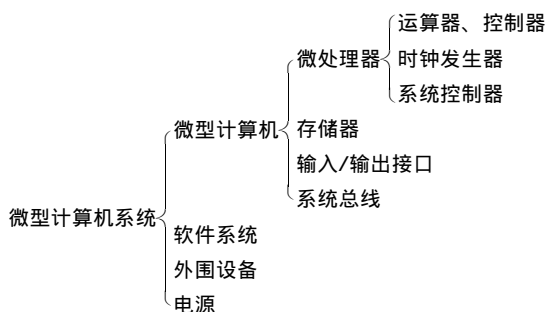 运算器、控制器
微处理器 时钟发生器
系统控制器
微型计算机 存储器
输入/输出接口
系统总线
微型计算机系统
软件系统
外围设备
电源